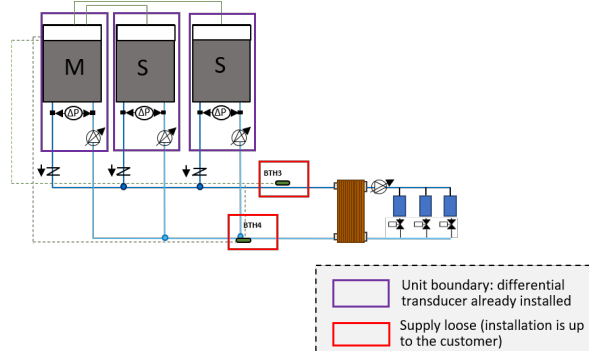 M
S
S
ΔP
ΔP
ΔP
BTH3
BTH4
Unit boundary: differential
transducer already installed
Supply loose (installation is up
to the customer)